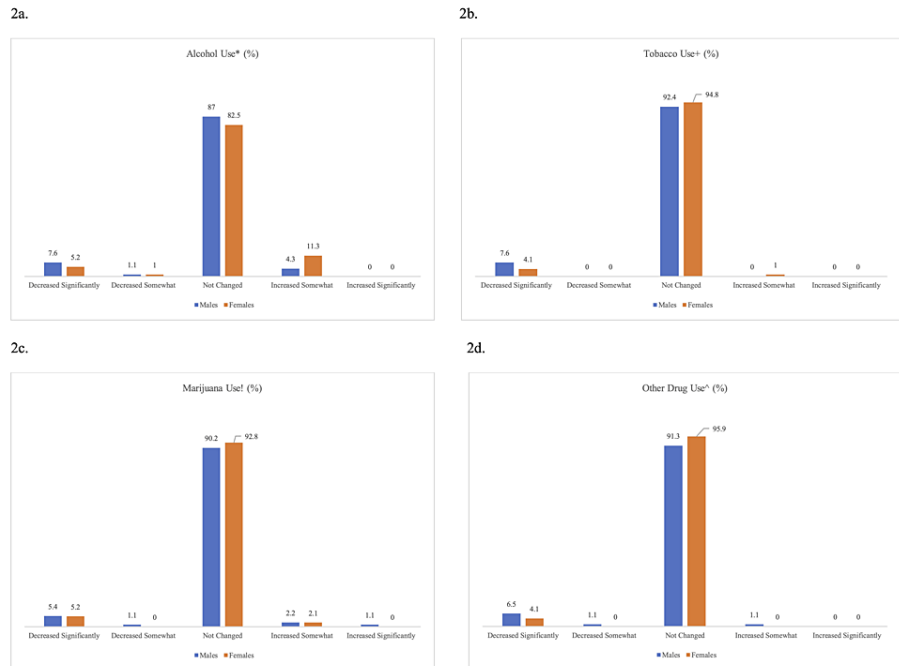 2a.
Alcohol Use* (%)
87
82.5
7.6
5.2
1.1
1
4.3
11.3
0
0
Decreased Significantly
Decreased Somewhat
Not Changed
Increased Somewhat
Increased Significantly
Males Females
2b.
Tobacco Use+ (%)
92.4
94.8
7.6
4.1
0
0
0
1
0
0
Decreased Significantly
Decreased Somewhat
Not Changed
Increased Somewhat
Increased Significantly
Males Females
2c.
Marijuana Use! (%)
90.2
92.8
5.4
5.2
1.1
0
2.2
2.1
1.1
0
Decreased Significantly
Decreased Somewhat
Not Changed
Increased Somewhat
Increased Significantly
Males Females
2d.
Other Drug Use^ (%)
91.3
95.9
6.5
4.1
1.1
0
1.1
0
0
0
Decreased Significantly
Decreased Somewhat
Not Changed
Increased Somewhat
Increased Significantly
Males Females